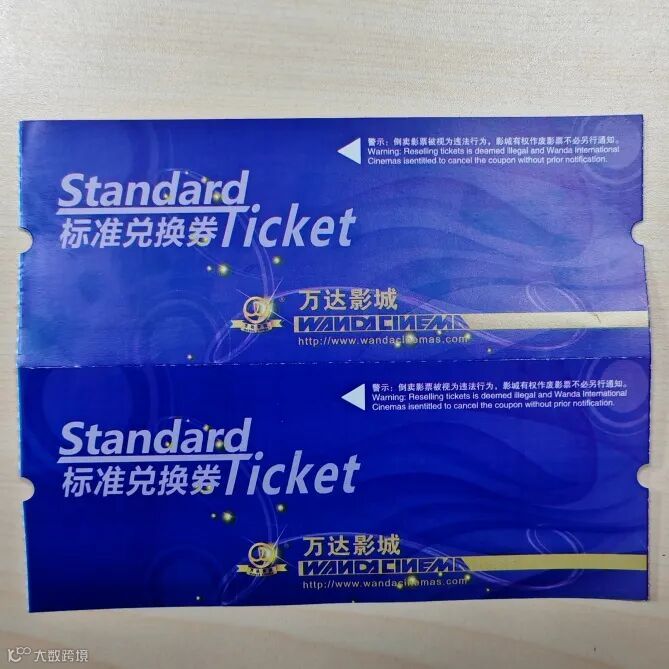 警示：倒卖影票被视为违法行为，影城有权作废影票不必另行通知。
Warning: Reselling tickets is deemed illegal and Wanda International
Cinemas isentitled to cancel the coupon without prior notification.
Standard
标准兑换券Ticket
万达影城
WANDA CINEMA
http://www.wandacinemas.com
警示：倒卖影票被视为违法行为，影城有权作废影票不必另行通知。
Warning: Reselling tickets is deemed illegal and Wanda International
Cinemas isentitled to cancel the coupon without prior notification.
Standard
标准兑换券Ticket
万达影城
WANDA CINEMA
http://www.wandacinemas.com
大数跨境